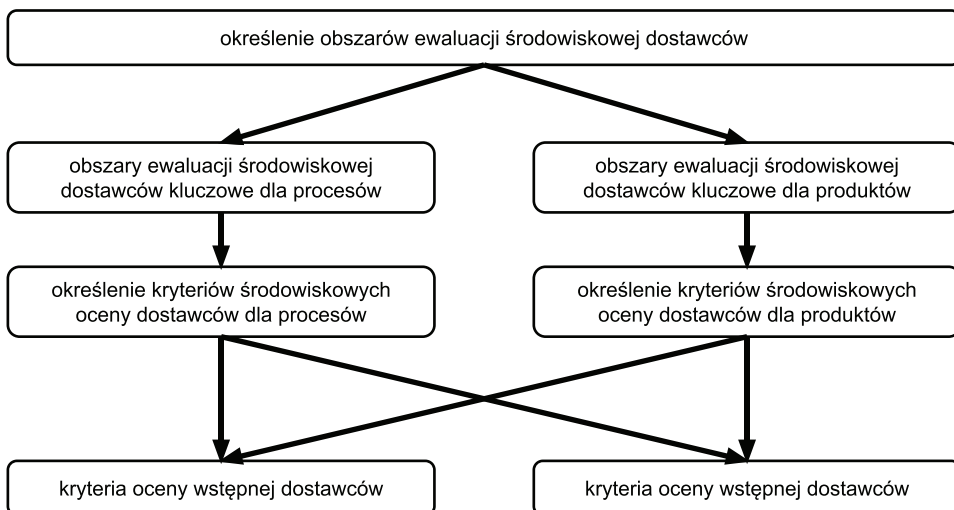 określenie obszarów ewaluacji środowiskowej dostawców
obszary ewaluacji środowiskowej
dostawców kluczowe dla procesów
obszary ewaluacji środowiskowej
dostawców kluczowe dla produktów
określenie kryteriów środowiskowych
oceny dostawców dla procesów
określenie kryteriów środowiskowych
oceny dostawców dla produktów
kryteria oceny wstępnej dostawców
kryteria oceny wstępnej dostawców